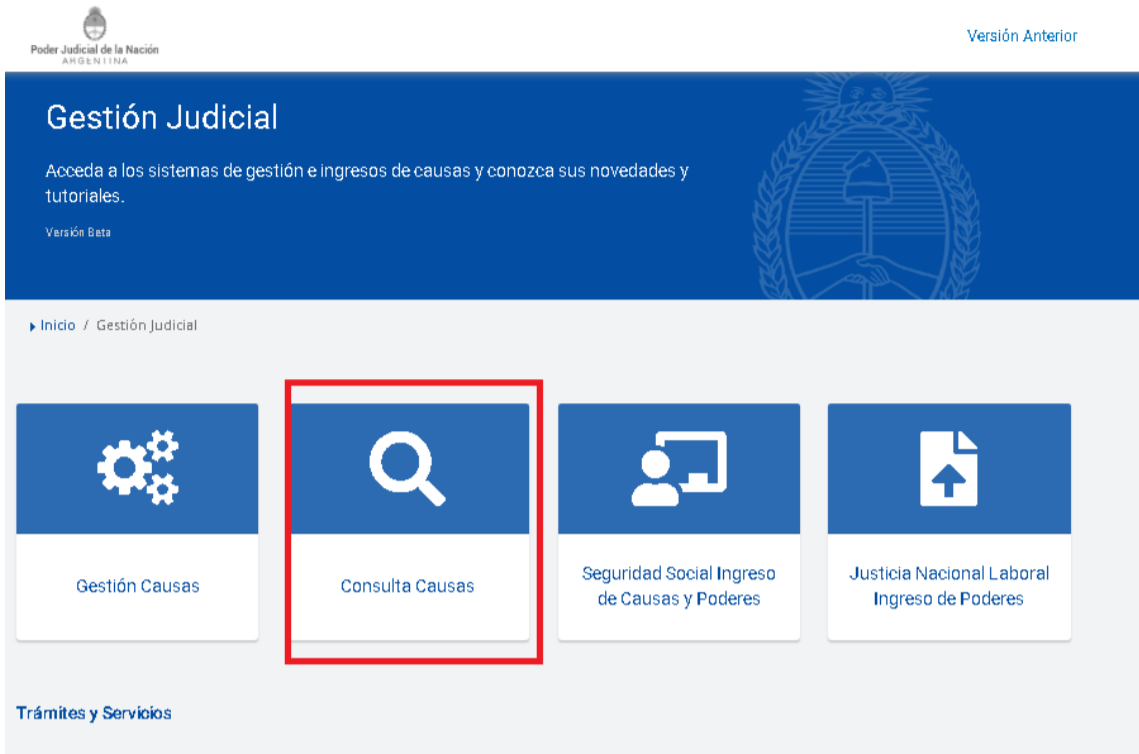 Poder Judicial de la Nación
ARGENTINA
Versión Anterior
Gestión Judicial
Acceda a los sistemas de gestión e ingresos de causas y conozca sus novedades y
tutoriales.
Versión Beta
Inicio / Gestión Judicial
Gestión Causas
Consulta Causas
Seguridad Social Ingreso
de Causas y Poderes
Justicia Nacional Laboral
Ingreso de Poderes
Trámites y Servicios